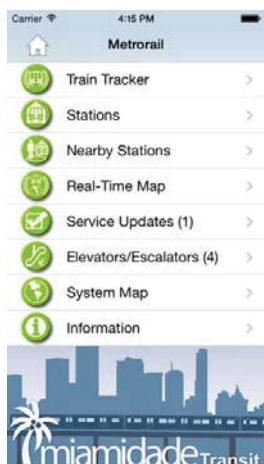 Carrier 4:15 PM
Metrorail
Train Tracker
Stations
Nearby Stations
Real-Time Map
Service Updates (1)
Elevators/Escalators (4)
System Map
Information
miamidade Transit